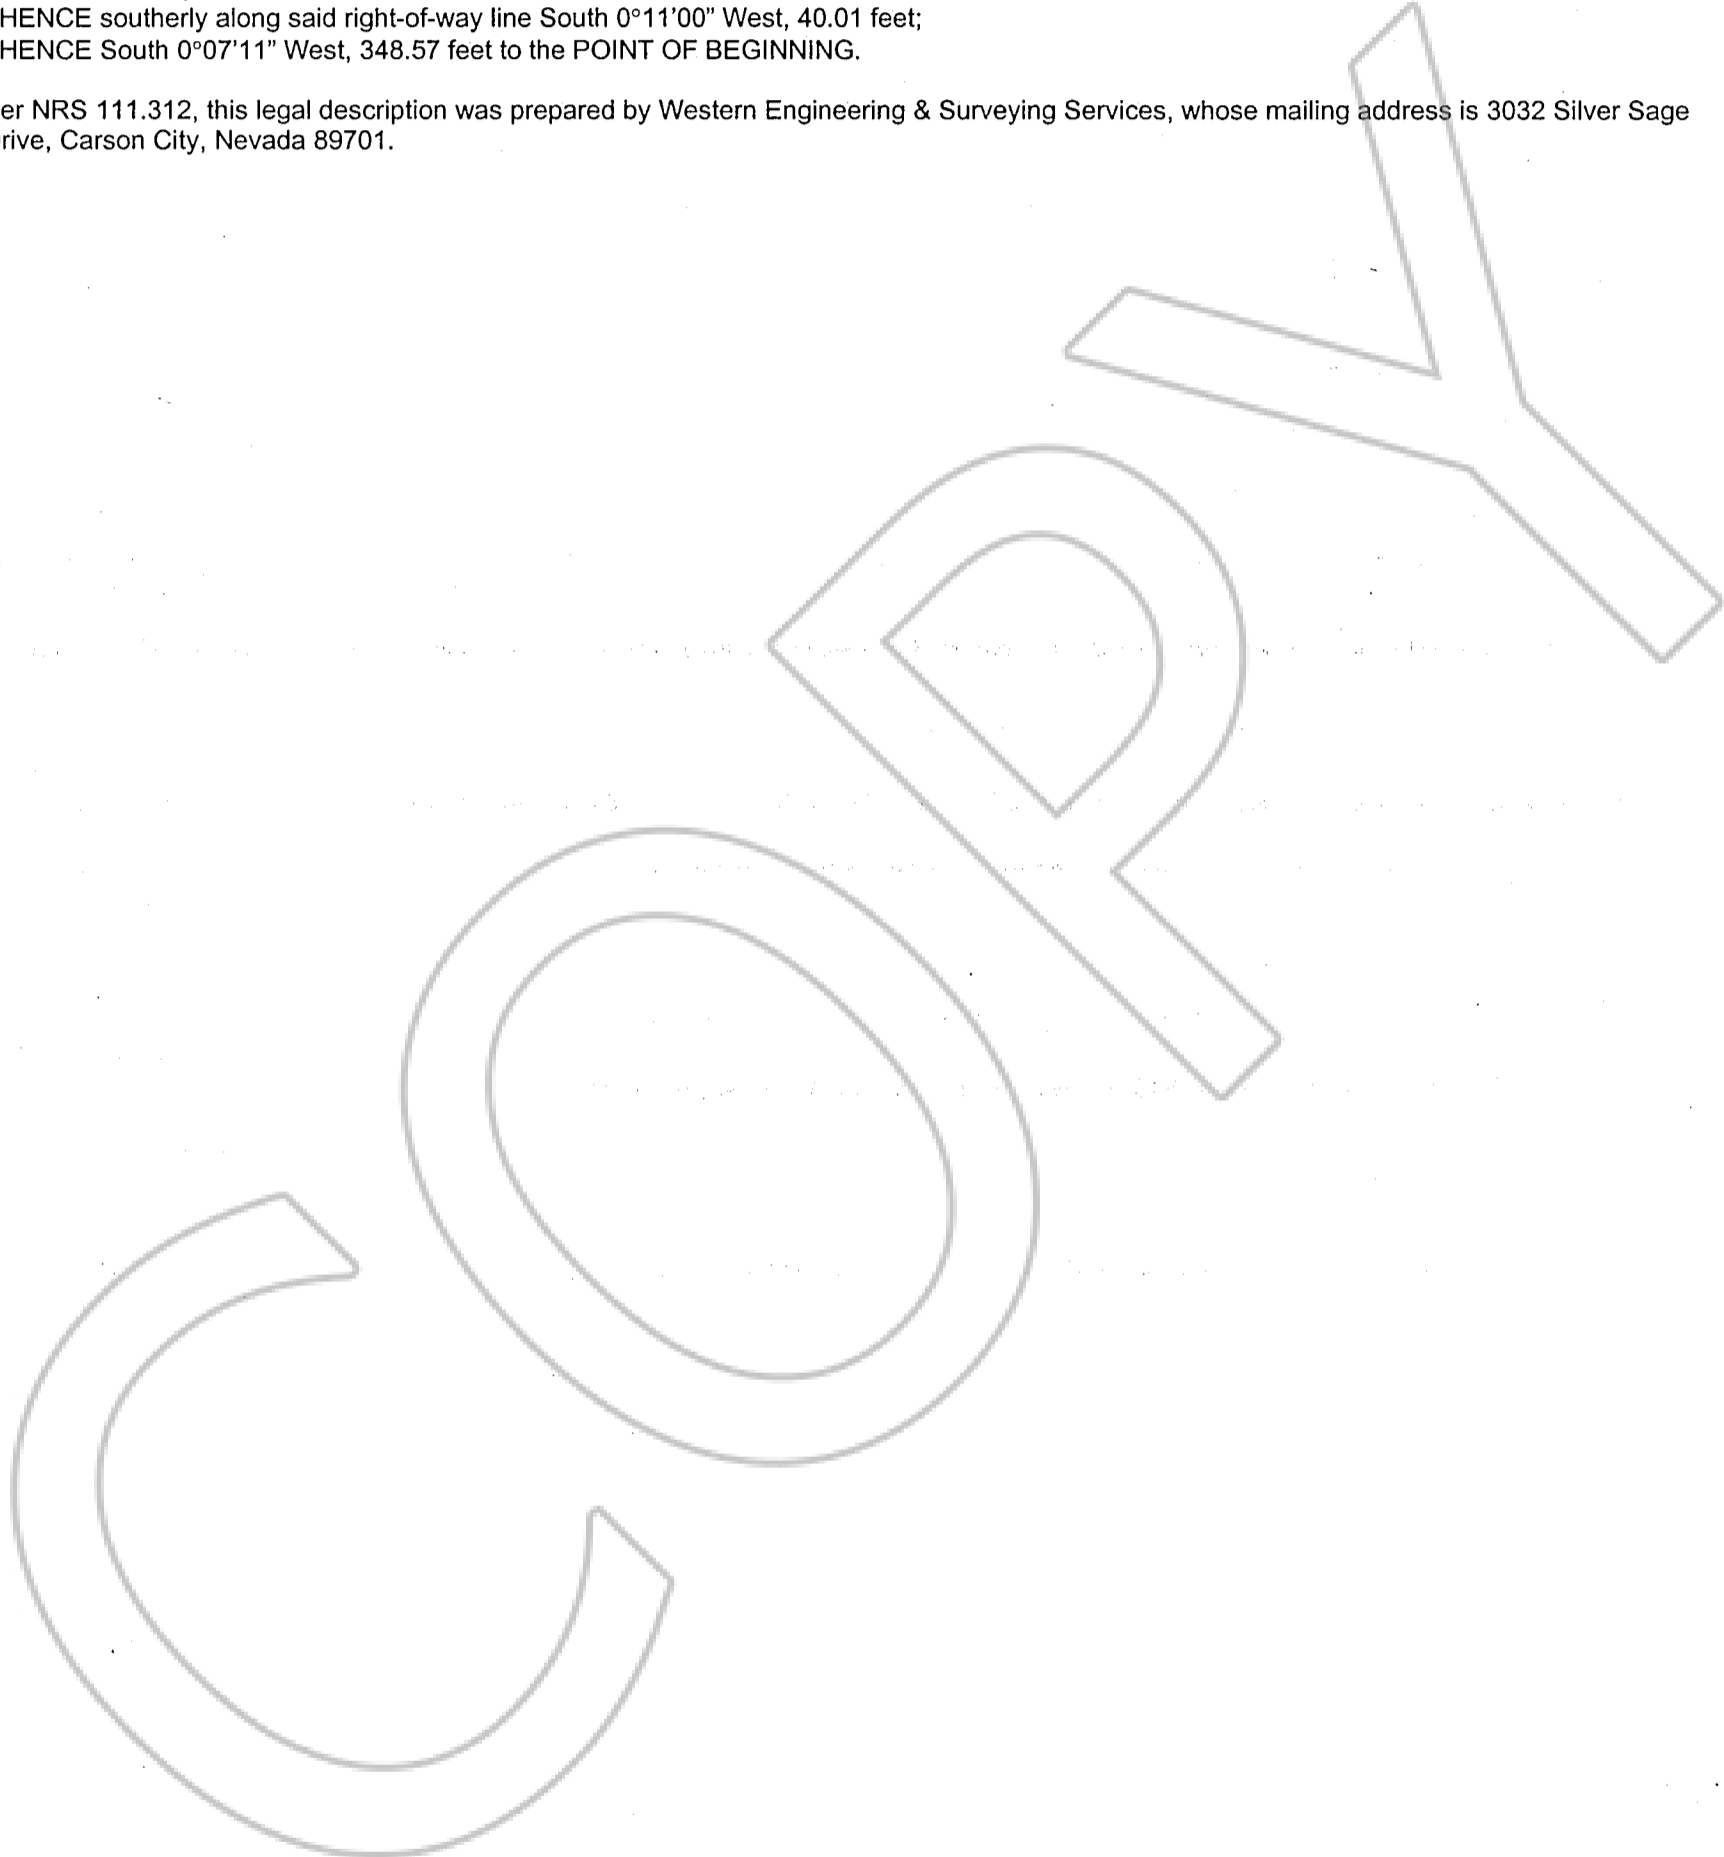 HENCE southerly along said right-of-way line South 0°11'00" West, 40.01 feet;
HENCE South 0°07'11" West, 348.57 feet to the POINT OF BEGINNING.
er NRS 111.312, this legal description was prepared by Western Engineering & Surveying Services, whose mailing address is 3032 Silver Sage
rive, Carson City, Nevada 89701.
COPY